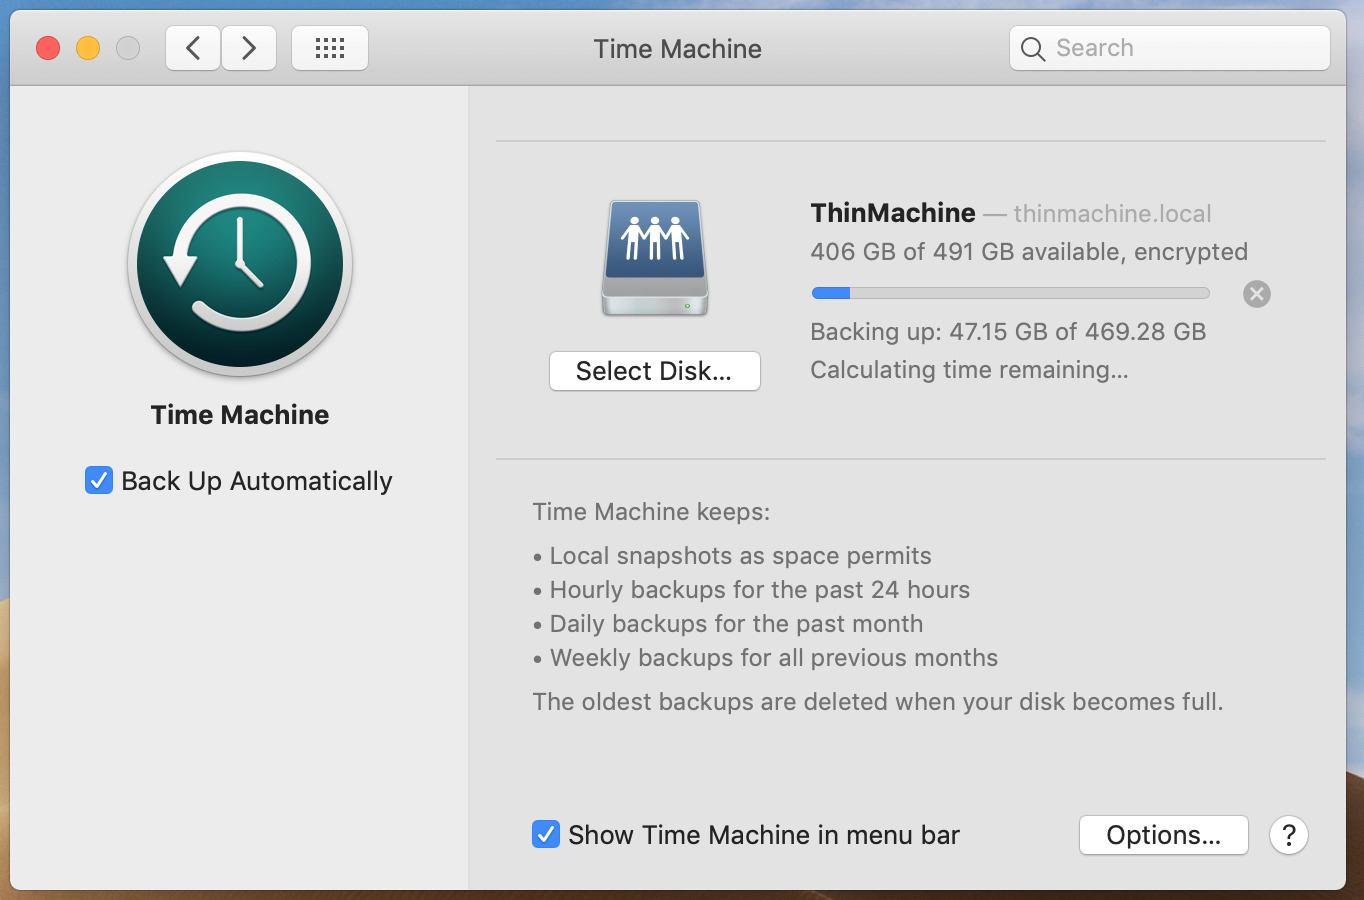 Time Machine
Search
Time Machine
Back Up Automatically
Select Disk...
ThinMachine — thinmachine.local
406 GB of 491 GB available, encrypted
Backing up: 47.15 GB of 469.28 GB
Calculating time remaining...
Time Machine keeps:
• Local snapshots as space permits
• Hourly backups for the past 24 hours
• Daily backups for the past month
• Weekly backups for all previous months
The oldest backups are deleted when your disk becomes full.
Show Time Machine in menu bar
Options...
?